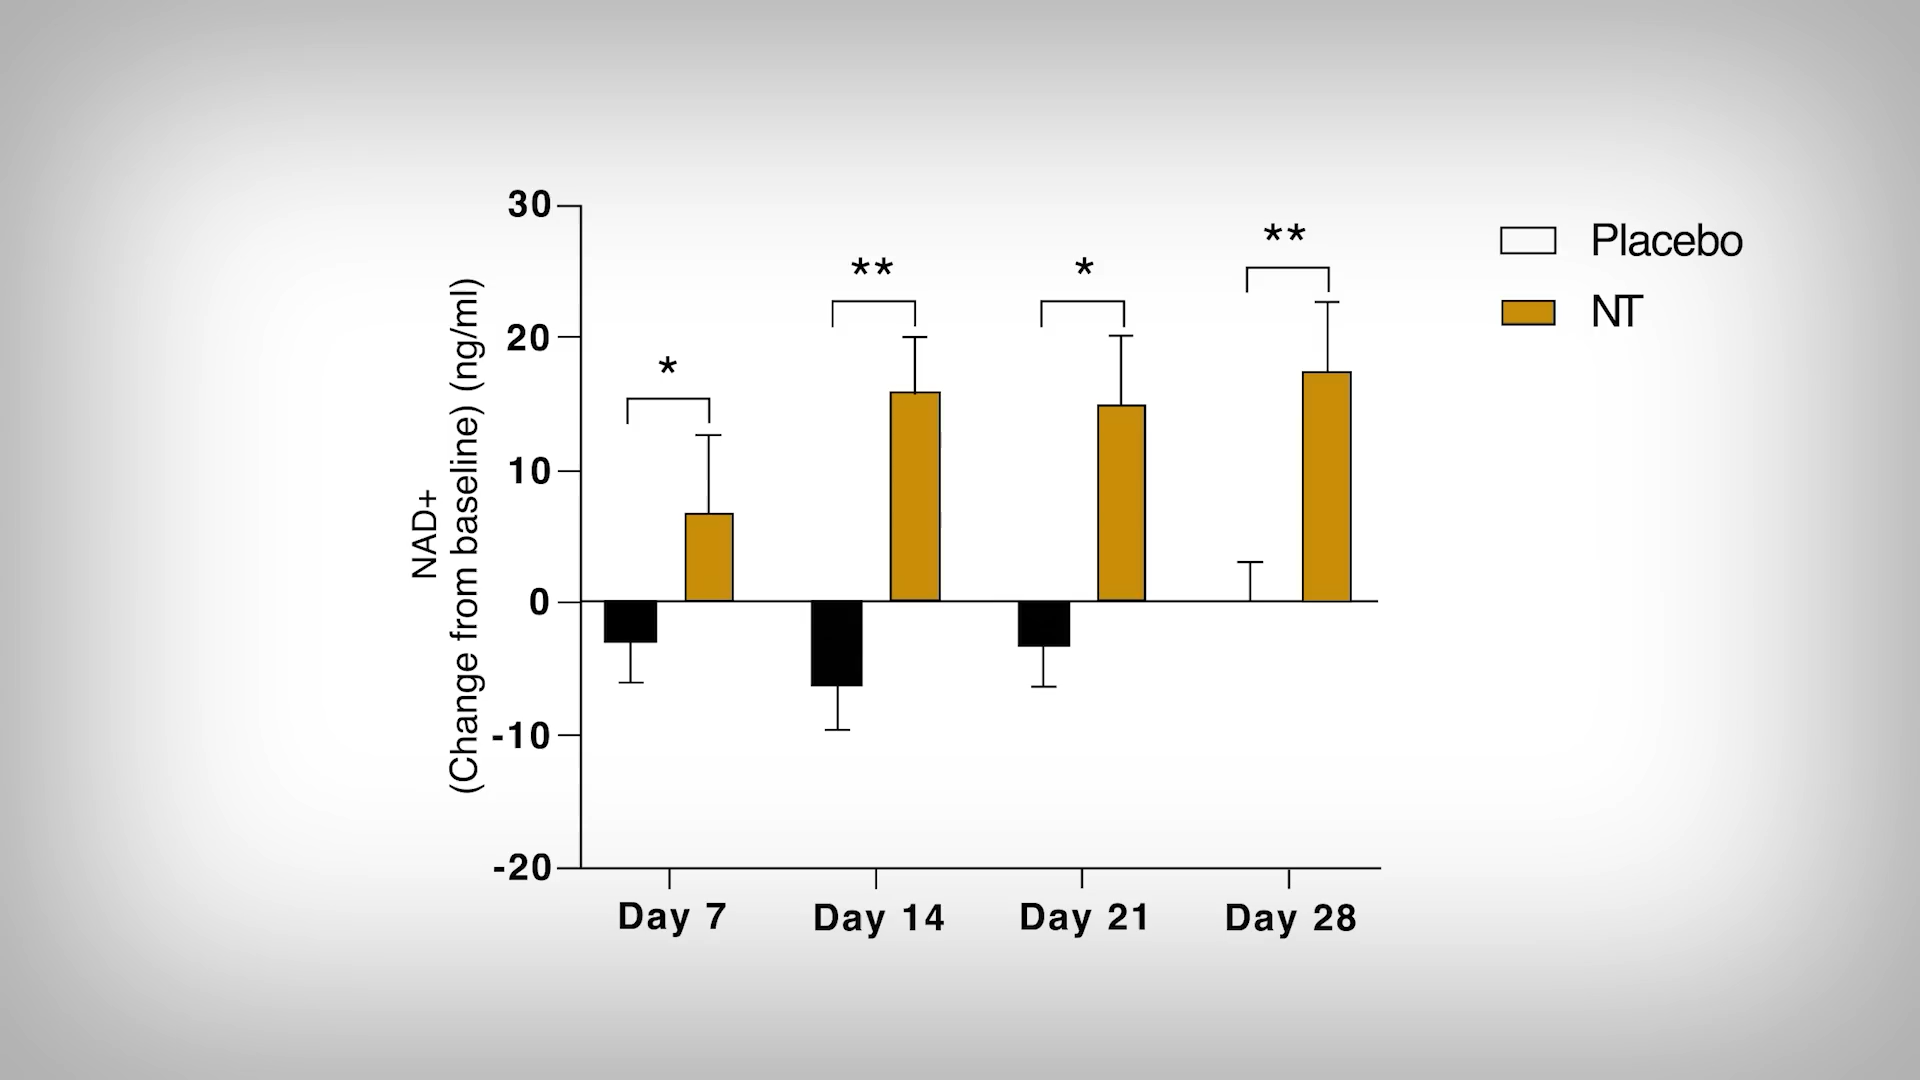 30
20
10
0
-10
-20
NAD+
(Change from baseline) (ng/ml)
*
**
*
**
Day 7
Day 14
Day 21
Day 28
Placebo
NT